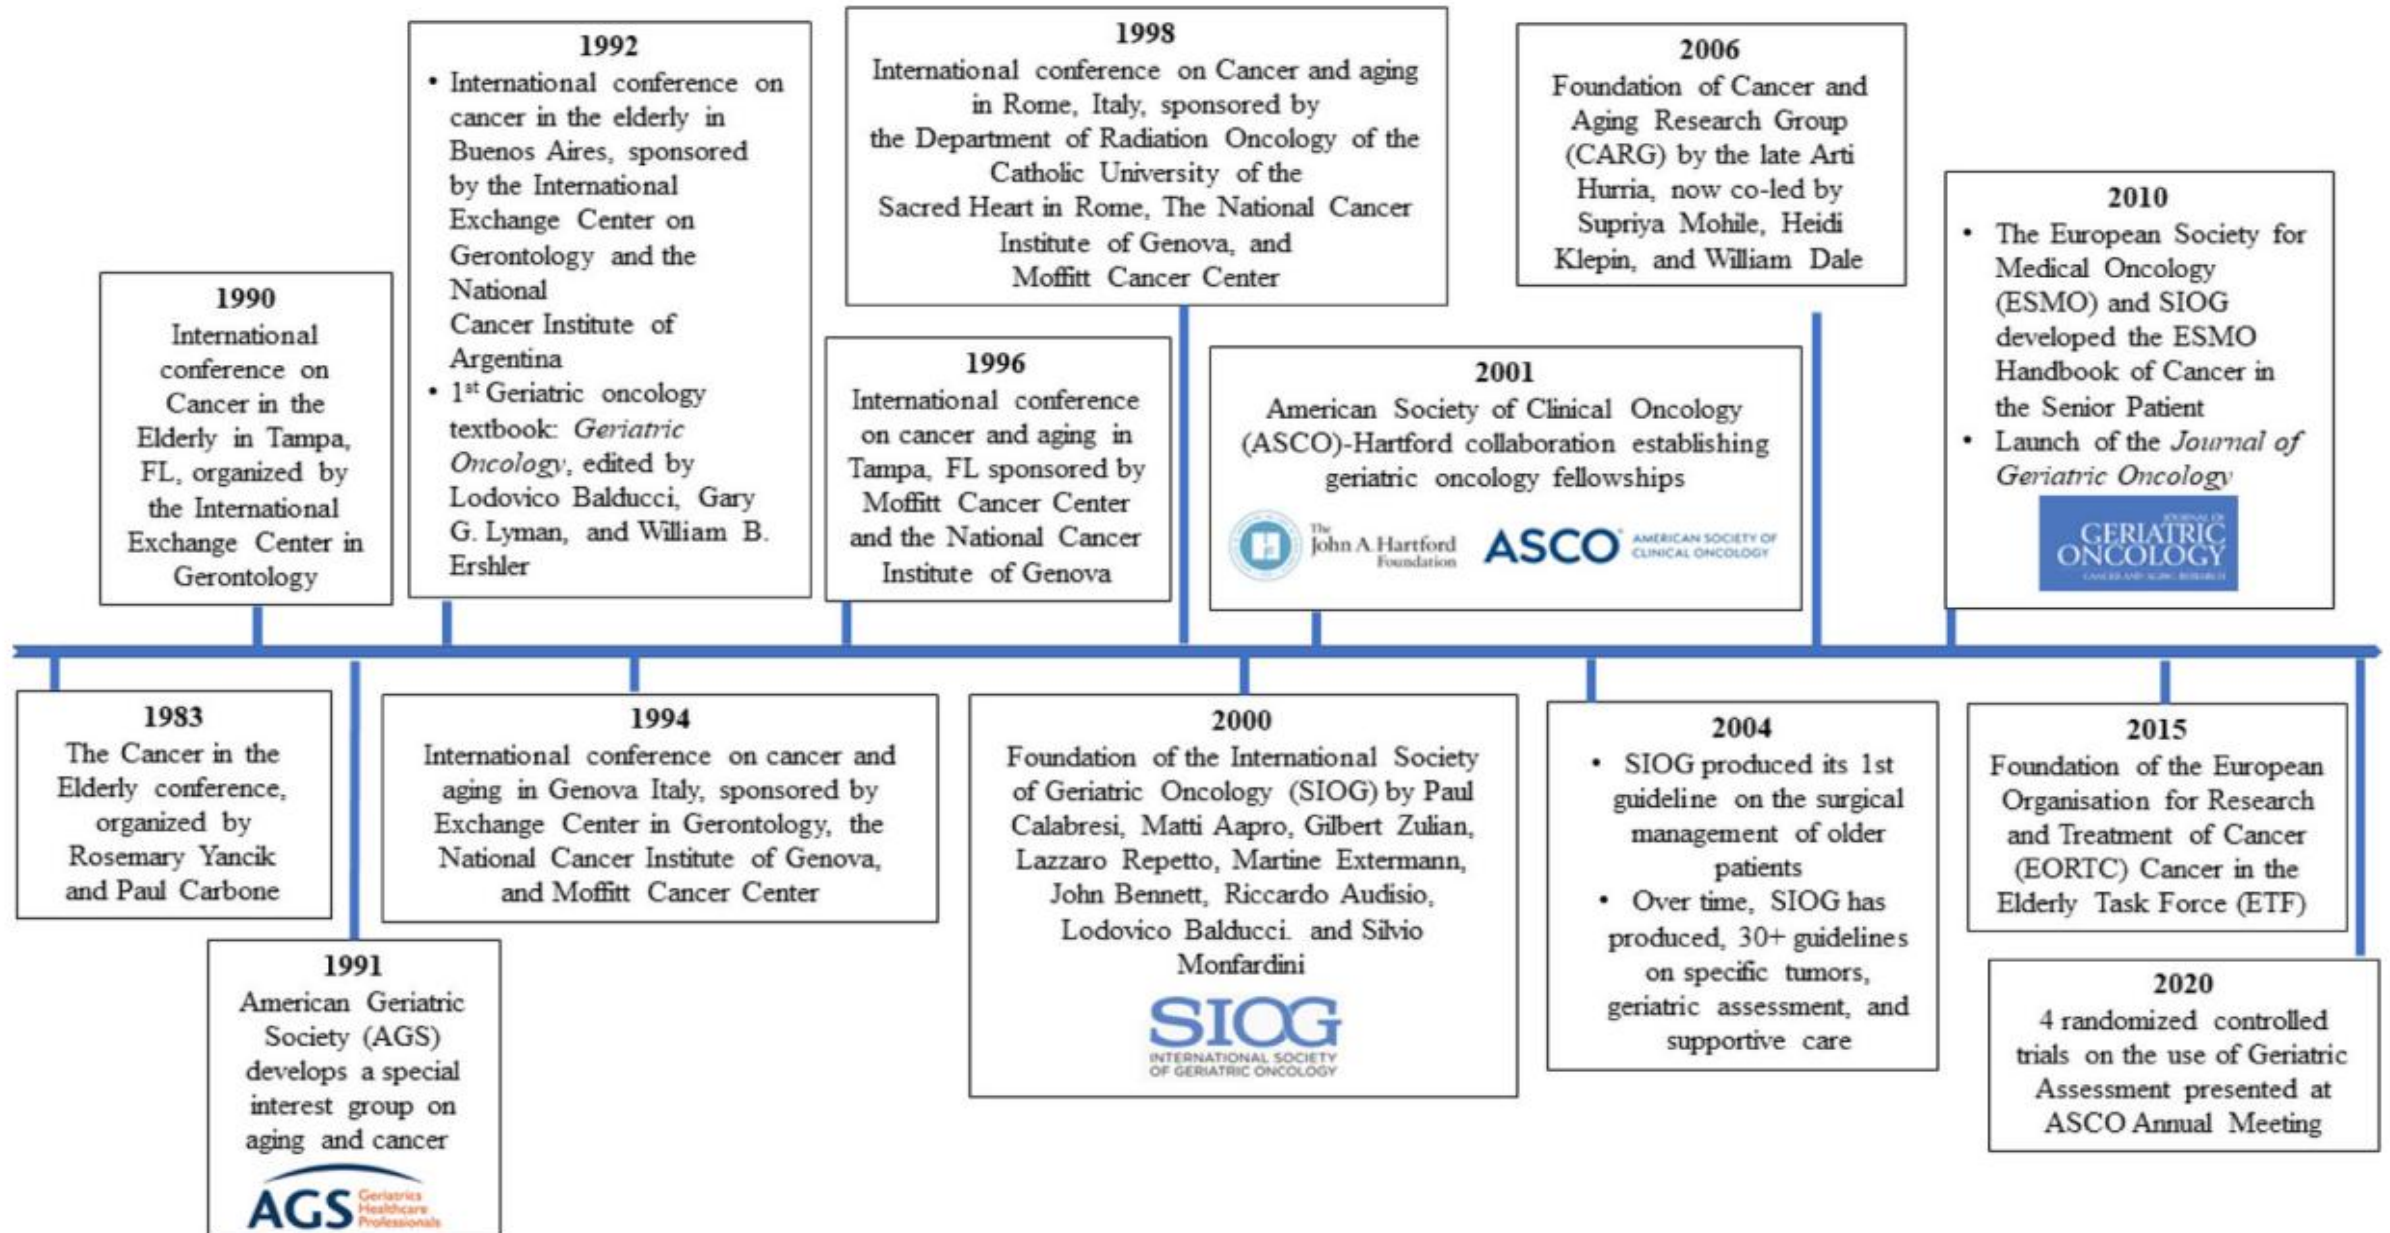 1983
The Cancer in the
Elderly conference,
organized by
Rosemary Yancik
and Paul Carbone
1990
International
conference on
Cancer in the
Elderly in Tampa,
FL, organized by
the International
Exchange Center in
Gerontology
1991
American Geriatric
Society (AGS)
develops a special
interest group on
aging and cancer
AGS
Geriatrics
Healthcare
Professionals
1992
• International conference on
cancer in the elderly in
Buenos Aires, sponsored
by the International
Exchange Center on
Gerontology and the
National
Cancer Institute of
Argentina
• 1st Geriatric oncology
textbook: Geriatric
Oncology, edited by
Lodovico Balducci, Gary
G. Lyman, and William B.
Ershler
1994
International conference on cancer and
aging in Genova Italy, sponsored by
Exchange Center in Gerontology, the
National Cancer Institute of Genova,
and Moffitt Cancer Center
1996
International conference
on cancer and aging in
Tampa, FL sponsored by
Moffitt Cancer Center
and the National Cancer
Institute of Genova
1998
International conference on Cancer and aging
in Rome, Italy, sponsored by
the Department of Radiation Oncology of the
Catholic University of the
Sacred Heart in Rome, The National Cancer
Institute of Genova, and
Moffitt Cancer Center
2000
Foundation of the International Society
of Geriatric Oncology (SIOG) by Paul
Calabresi, Matti Aapro, Gilbert Zulian,
Lazzaro Repetto, Martine Extermann,
John Bennett, Riccardo Audisio,
Lodovico Balducci. and Silvio
Monfardini
SIOG
INTERNATIONAL SOCIETY
OF GERIATRIC ONCOLOGY
2001
American Society of Clinical Oncology
(ASCO)-Hartford collaboration establishing
geriatric oncology fellowships
The
John A. Hartford
Foundation
ASCO
AMERICAN SOCIETY OF
CLINICAL ONCOLOGY
2004
• SIOG produced its 1st
guideline on the surgical
management of older
patients
• Over time, SIOG has
produced, 30+ guidelines
on specific tumors,
geriatric assessment, and
supportive care
2006
Foundation of Cancer and
Aging Research Group
(CARG) by the late Arti
Hurria, now co-led by
Supriya Mohile, Heidi
Klepin, and William Dale
2010
• The European Society for
Medical Oncology
(ESMO) and SIOG
developed the ESMO
Handbook of Cancer in
the Senior Patient
• Launch of the Journal of
Geriatric Oncology
JOURNAL OF
GERIATRIC
ONCOLOGY
CANCER AND AGING RESEARCH
2015
Foundation of the European
Organisation for Research
and Treatment of Cancer
(EORTC) Cancer in the
Elderly Task Force (ETF)
2020
4 randomized controlled
trials on the use of Geriatric
Assessment presented at
ASCO Annual Meeting